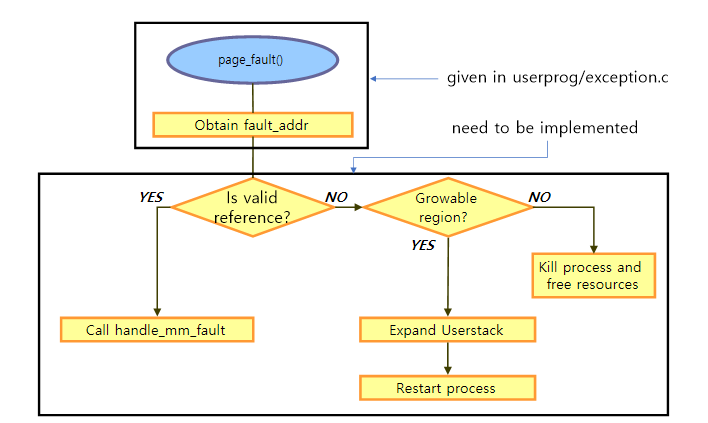 page_fault()
given in userprog/exception.c
Obtain fault_addr
need to be implemented
YES
Is valid
reference?
NO
Growable
region?
NO
YES
Kill process and
free resources
Call handle_mm_fault
Expand Userstack
Restart process